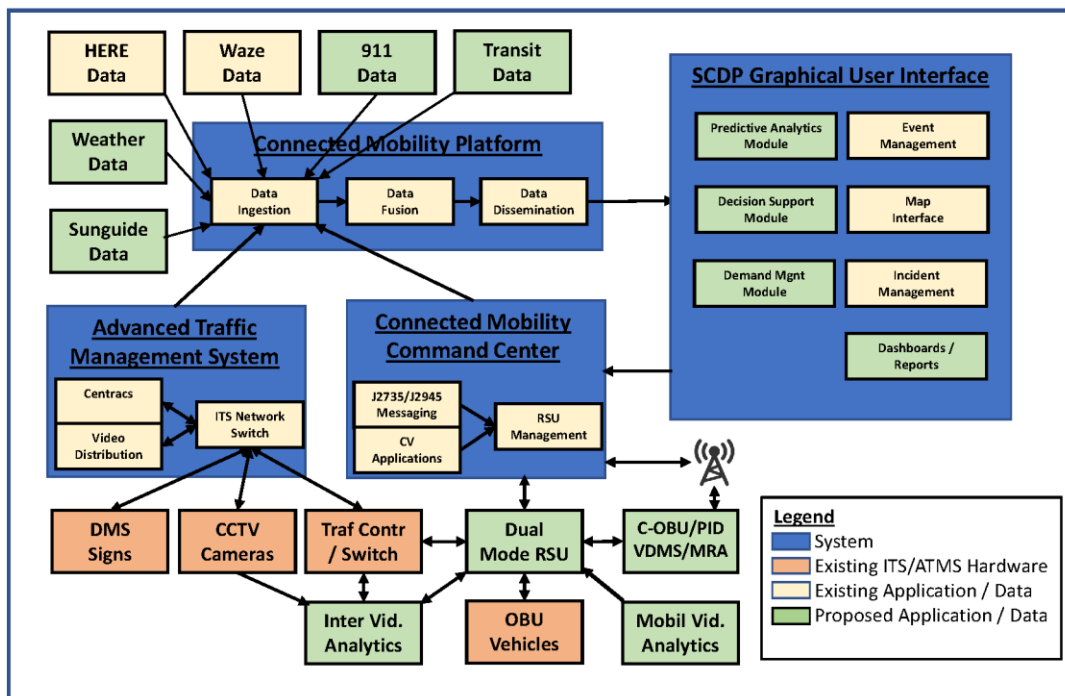 HERE
Data
Waze
Data
911
Data
Transit
Data
Weather
Data
Sunguide
Data
Connected Mobility Platform
Data
Ingestion
Data
Fusion
Data
Dissemination
SCDP Graphical User Interface
Predictive Analytics
Module
Event
Management
Decision Support
Module
Map
Interface
Demand Mgnt
Module
Incident
Management
Dashboards /
Reports
Advanced Traffic
Management System
Centracs
Video
Distribution
ITS Network
Switch
Connected Mobility
Command Center
J2735/J2945
Messaging
CV
Applications
RSU
Management
DMS
Signs
CCTV
Cameras
Traf Contr
/ Switch
Dual
Mode RSU
C-OBU/PID
VDMS/MRA
Inter Vid.
Analytics
OBU
Vehicles
Mobil Vid.
Analytics
Legend
System
Existing ITS/ATMS Hardware
Existing Application / Data
Proposed Application / Data